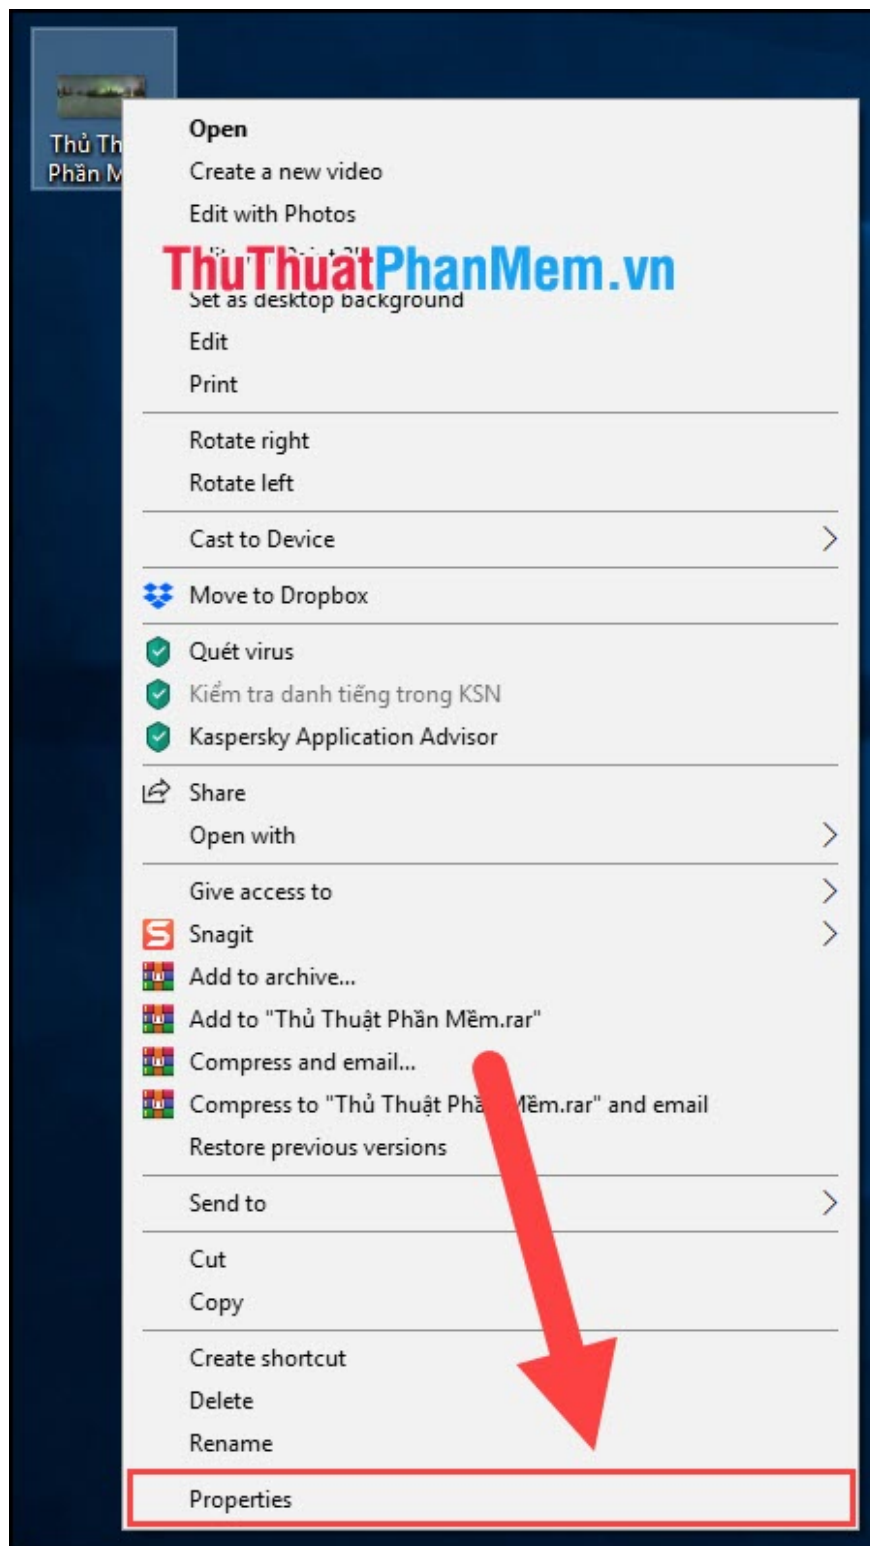 Thủ Th
Phần M
Open
Create a new video
Edit with Photos
ThuThuatPhanMem.vn
Set as desktop background
Edit
Print
Rotate right
Rotate left
Cast to Device
Move to Dropbox
Quét virus
Kiểm tra danh tiếng trong KSN
Kaspersky Application Advisor
Share
Open with
Give access to
Snagit
Add to archive...
Add to "Thủ Thuật Phần Mềm.rar"
Compress and email...
Compress to "Thủ Thuật Phần Mềm.rar" and email
Restore previous versions
Send to
Cut
Copy
Create shortcut
Delete
Rename
Properties